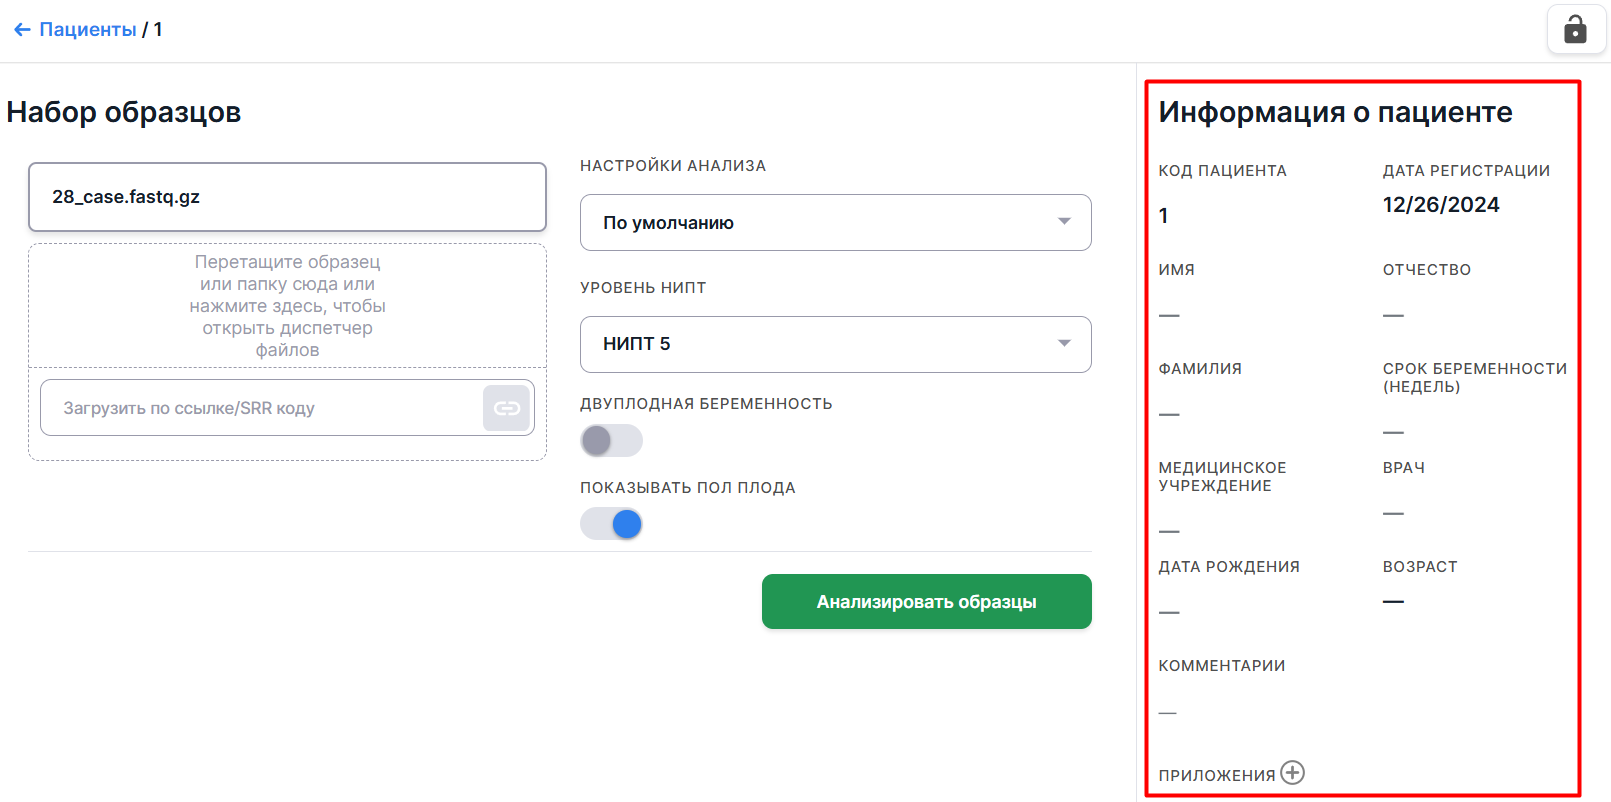 ← Пациенты / 1
Набор образцов
28_case.fastq.gz
Перетащите образец
или папку сюда или
нажмите здесь, чтобы
открыть диспетчер
файлов
Загрузить по ссылке/SRR коду
НАСТРОЙКИ АНАЛИЗА
По умолчанию
УРОВЕНЬ НИПТ
НИПТ 5
ДВУПЛОДНАЯ БЕРЕМЕННОСТЬ
ПОКАЗЫВАТЬ ПОЛ ПЛОДА
Анализировать образцы
Информация о пациенте
КОД ПАЦИЕНТА
1
ДАТА РЕГИСТРАЦИИ
12/26/2024
ИМЯ
—
ОТЧЕСТВО
—
ФАМИЛИЯ
—
СРОК БЕРЕМЕННОСТИ
(НЕДЕЛЬ)
—
МЕДИЦИНСКОЕ
УЧРЕЖДЕНИЕ
—
ВРАЧ
—
ДАТА РОЖДЕНИЯ
—
ВОЗРАСТ
—
КОММЕНТАРИИ
—
ПРИЛОЖЕНИЯ